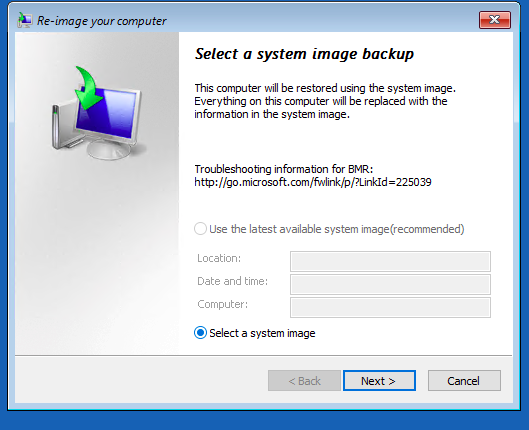 Re-image your computer
Select a system image backup
This computer will be restored using the system image.
Everything on this computer will be replaced with the
information in the system image.
Troubleshooting information for BMR:
http://go.microsoft.com/fwlink/p/?LinkId=225039
Use the latest available system image(recommended)
Location:
Date and time:
Computer:
Select a system image
< Back
Next >
Cancel